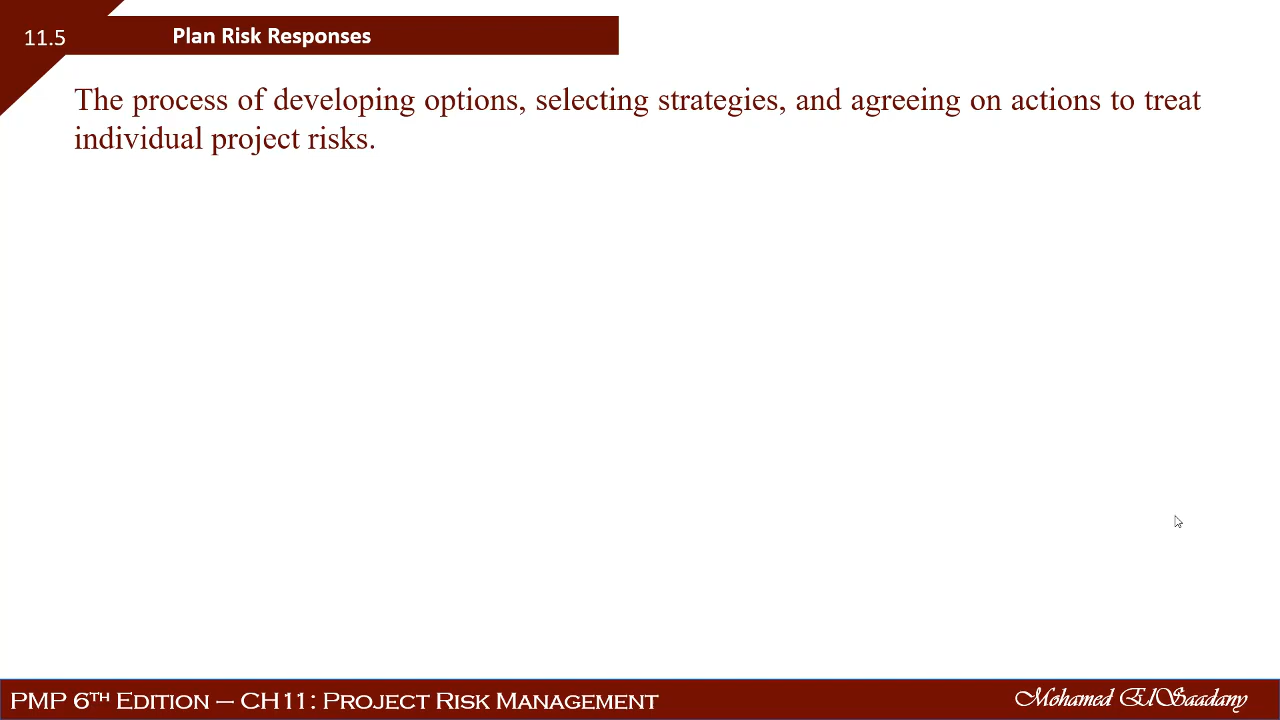 11.5
Plan Risk Responses
The process of developing options, selecting strategies, and agreeing on actions to treat
individual project risks.
PMP 6TH Edition – CH11: Project Risk Management
Mohamed ElSaadany